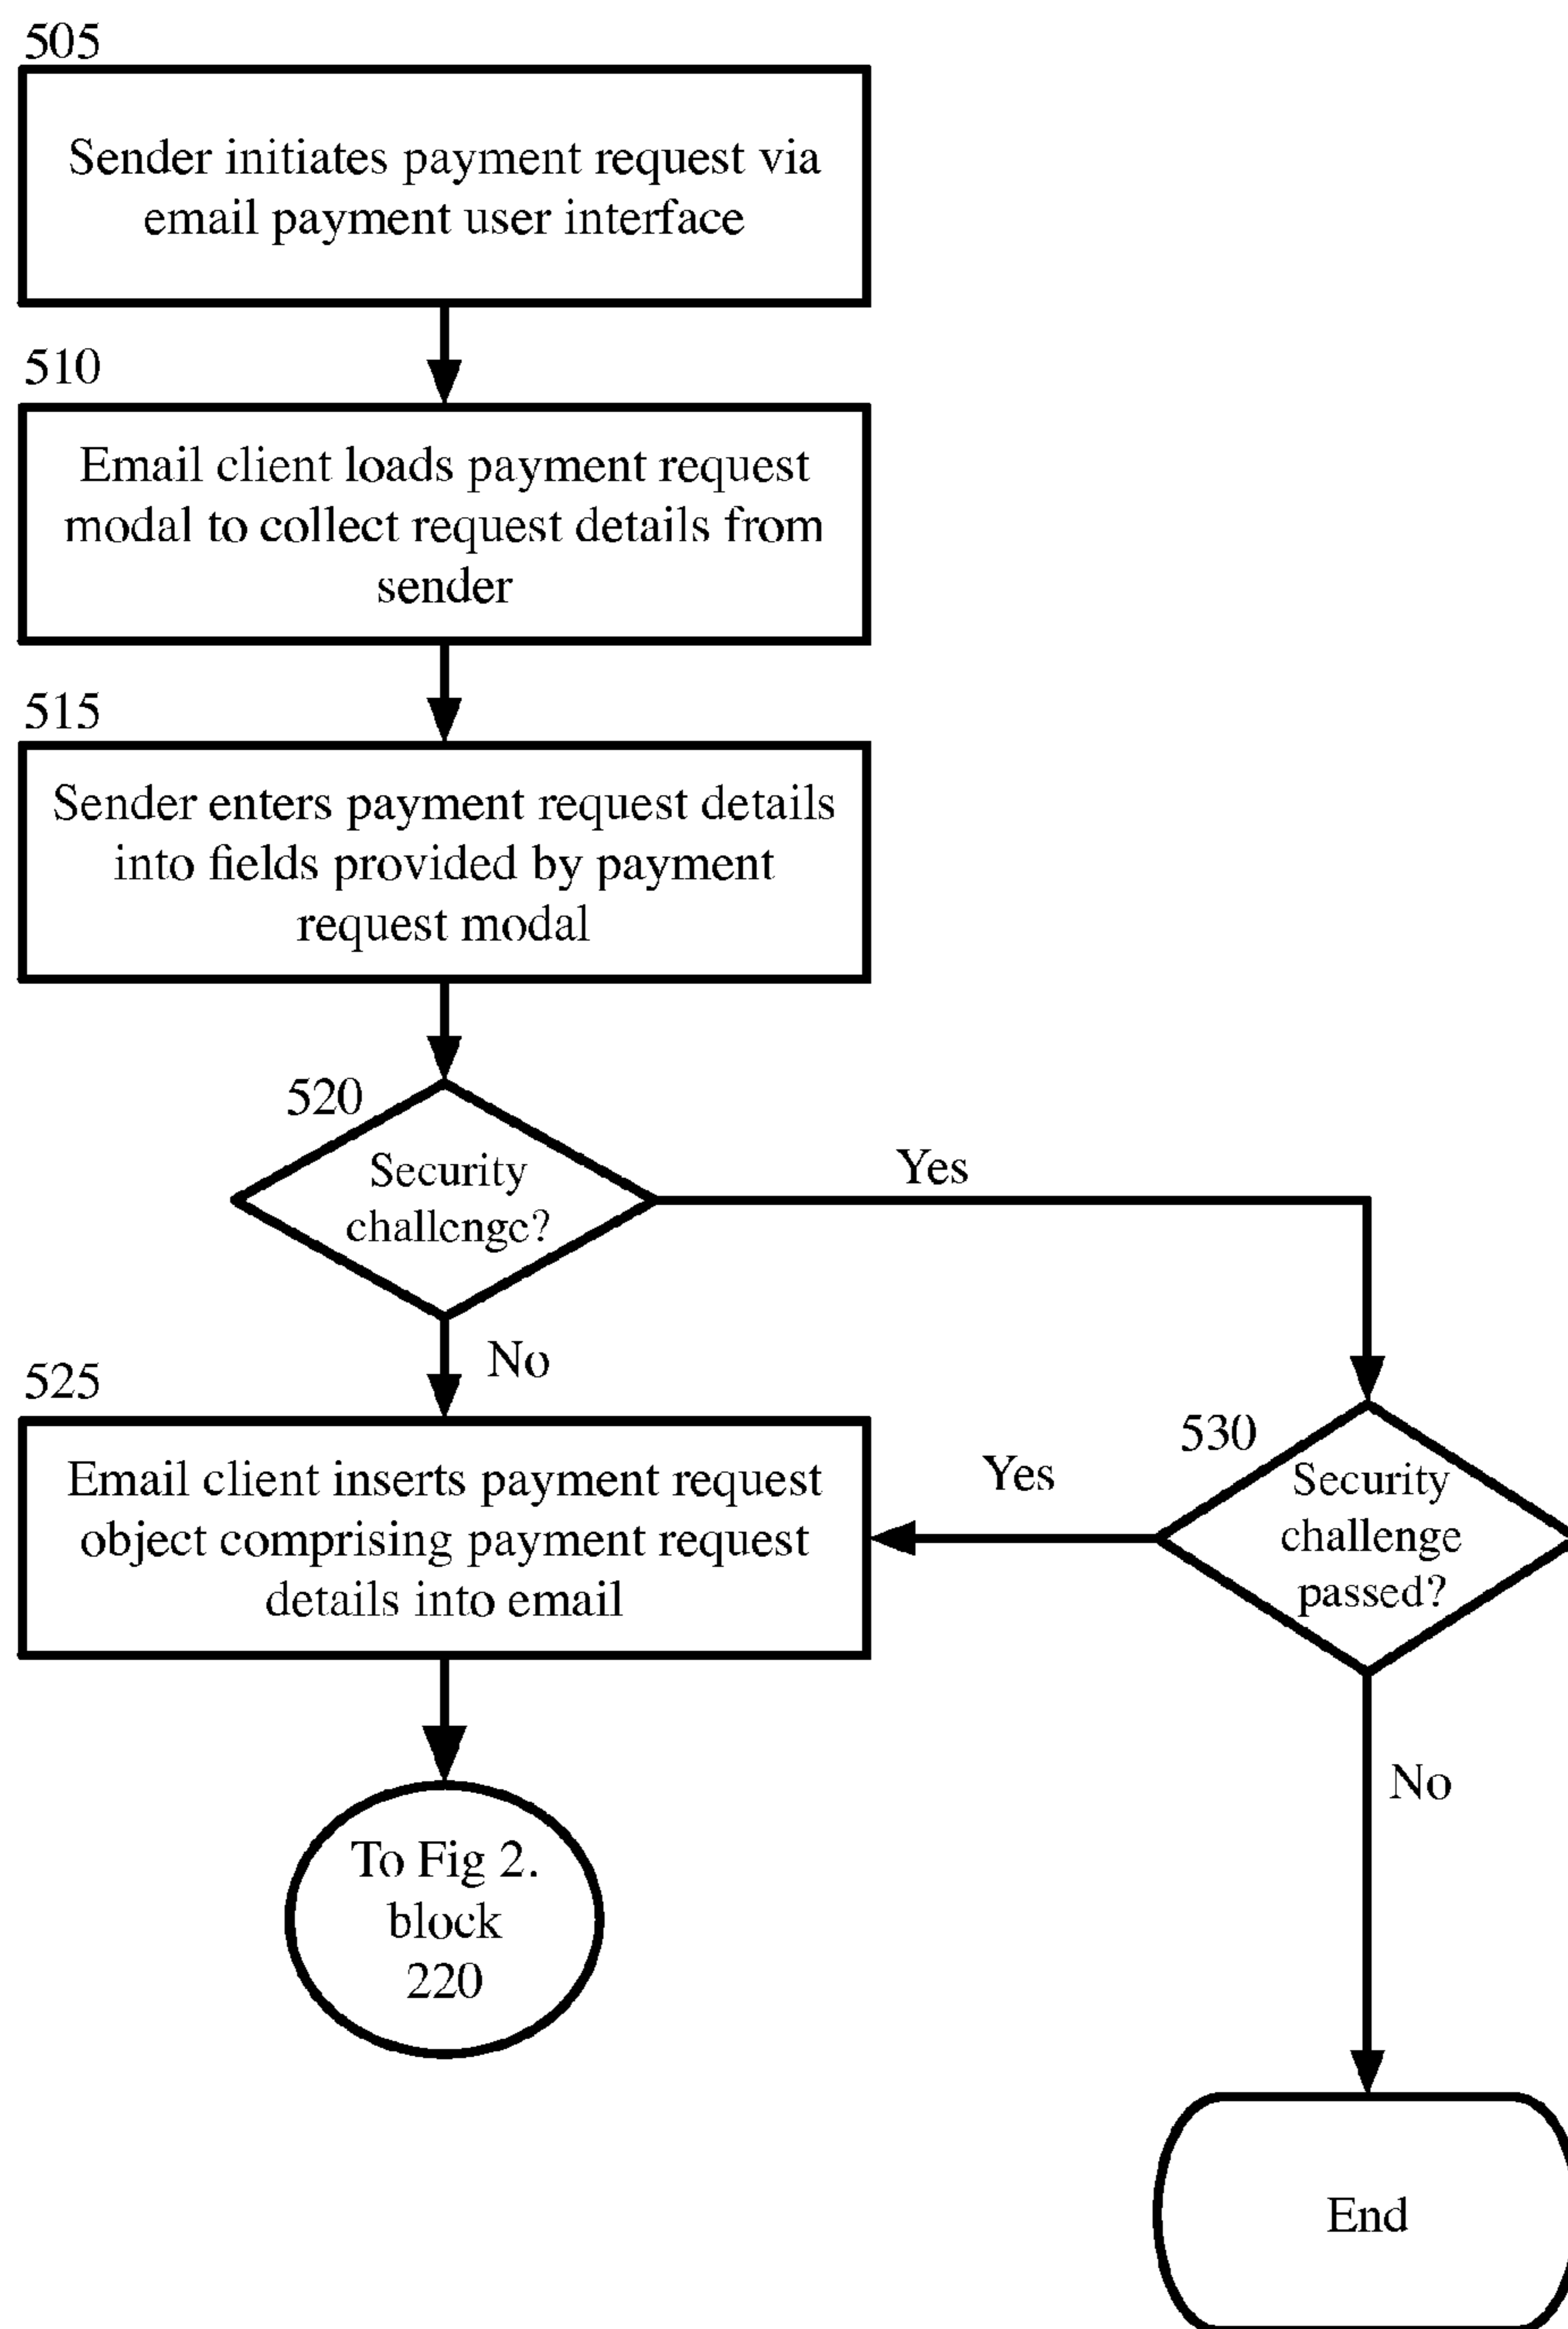 505
Sender initiates payment request via
email payment user interface
510
Email client loads payment request
modal to collect request details from
sender
515
Sender enters payment request details
into fields provided by payment
request modal
520
Security
challenge?
Yes
No
525
Email client inserts payment request
object comprising payment request
details into email
Yes
530
Security
challenge
passed?
No
To Fig 2.
block
220
End